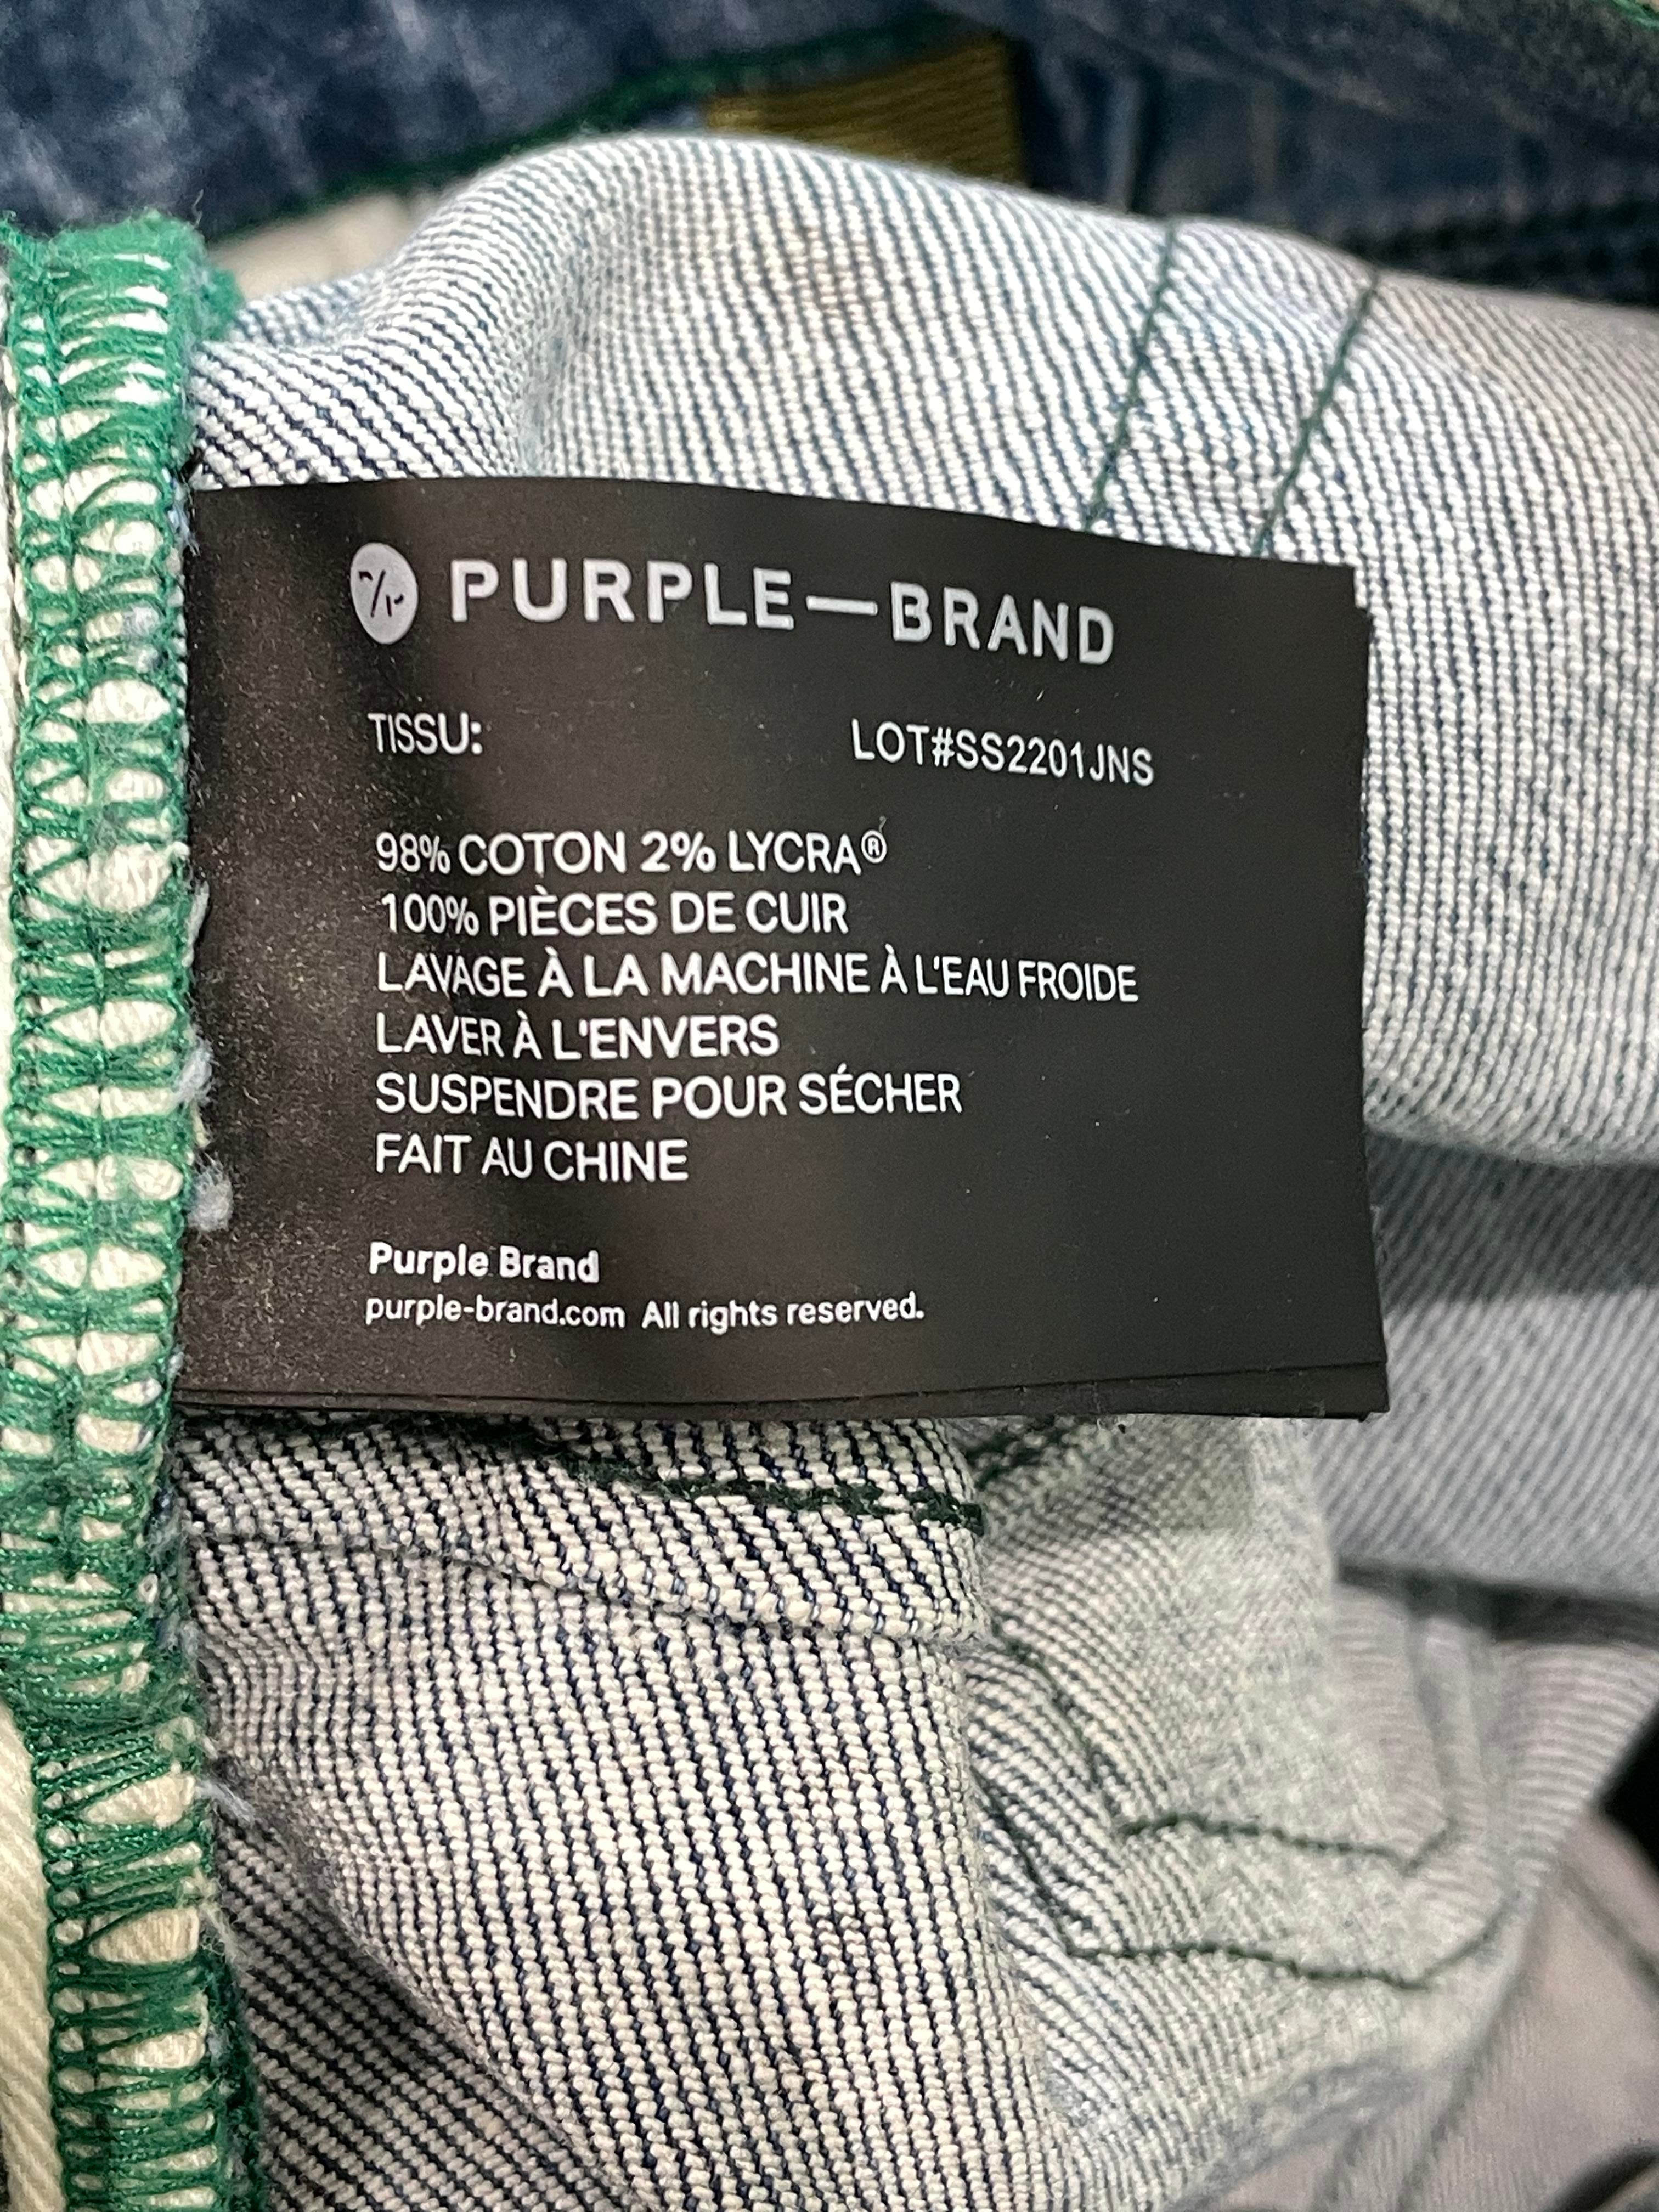 PURPLE—BRAND
TISSU: LOT#SS2201JNS
98% COTON 2% LYCRA®
100% PIÈCES DE CUIR
LAVAGE À LA MACHINE À L'EAU FROIDE
LAVER À L'ENVERS
SUSPENDRE POUR SÉCHER
FAIT AU CHINE
Purple Brand
purple-brand.com All rights reserved.